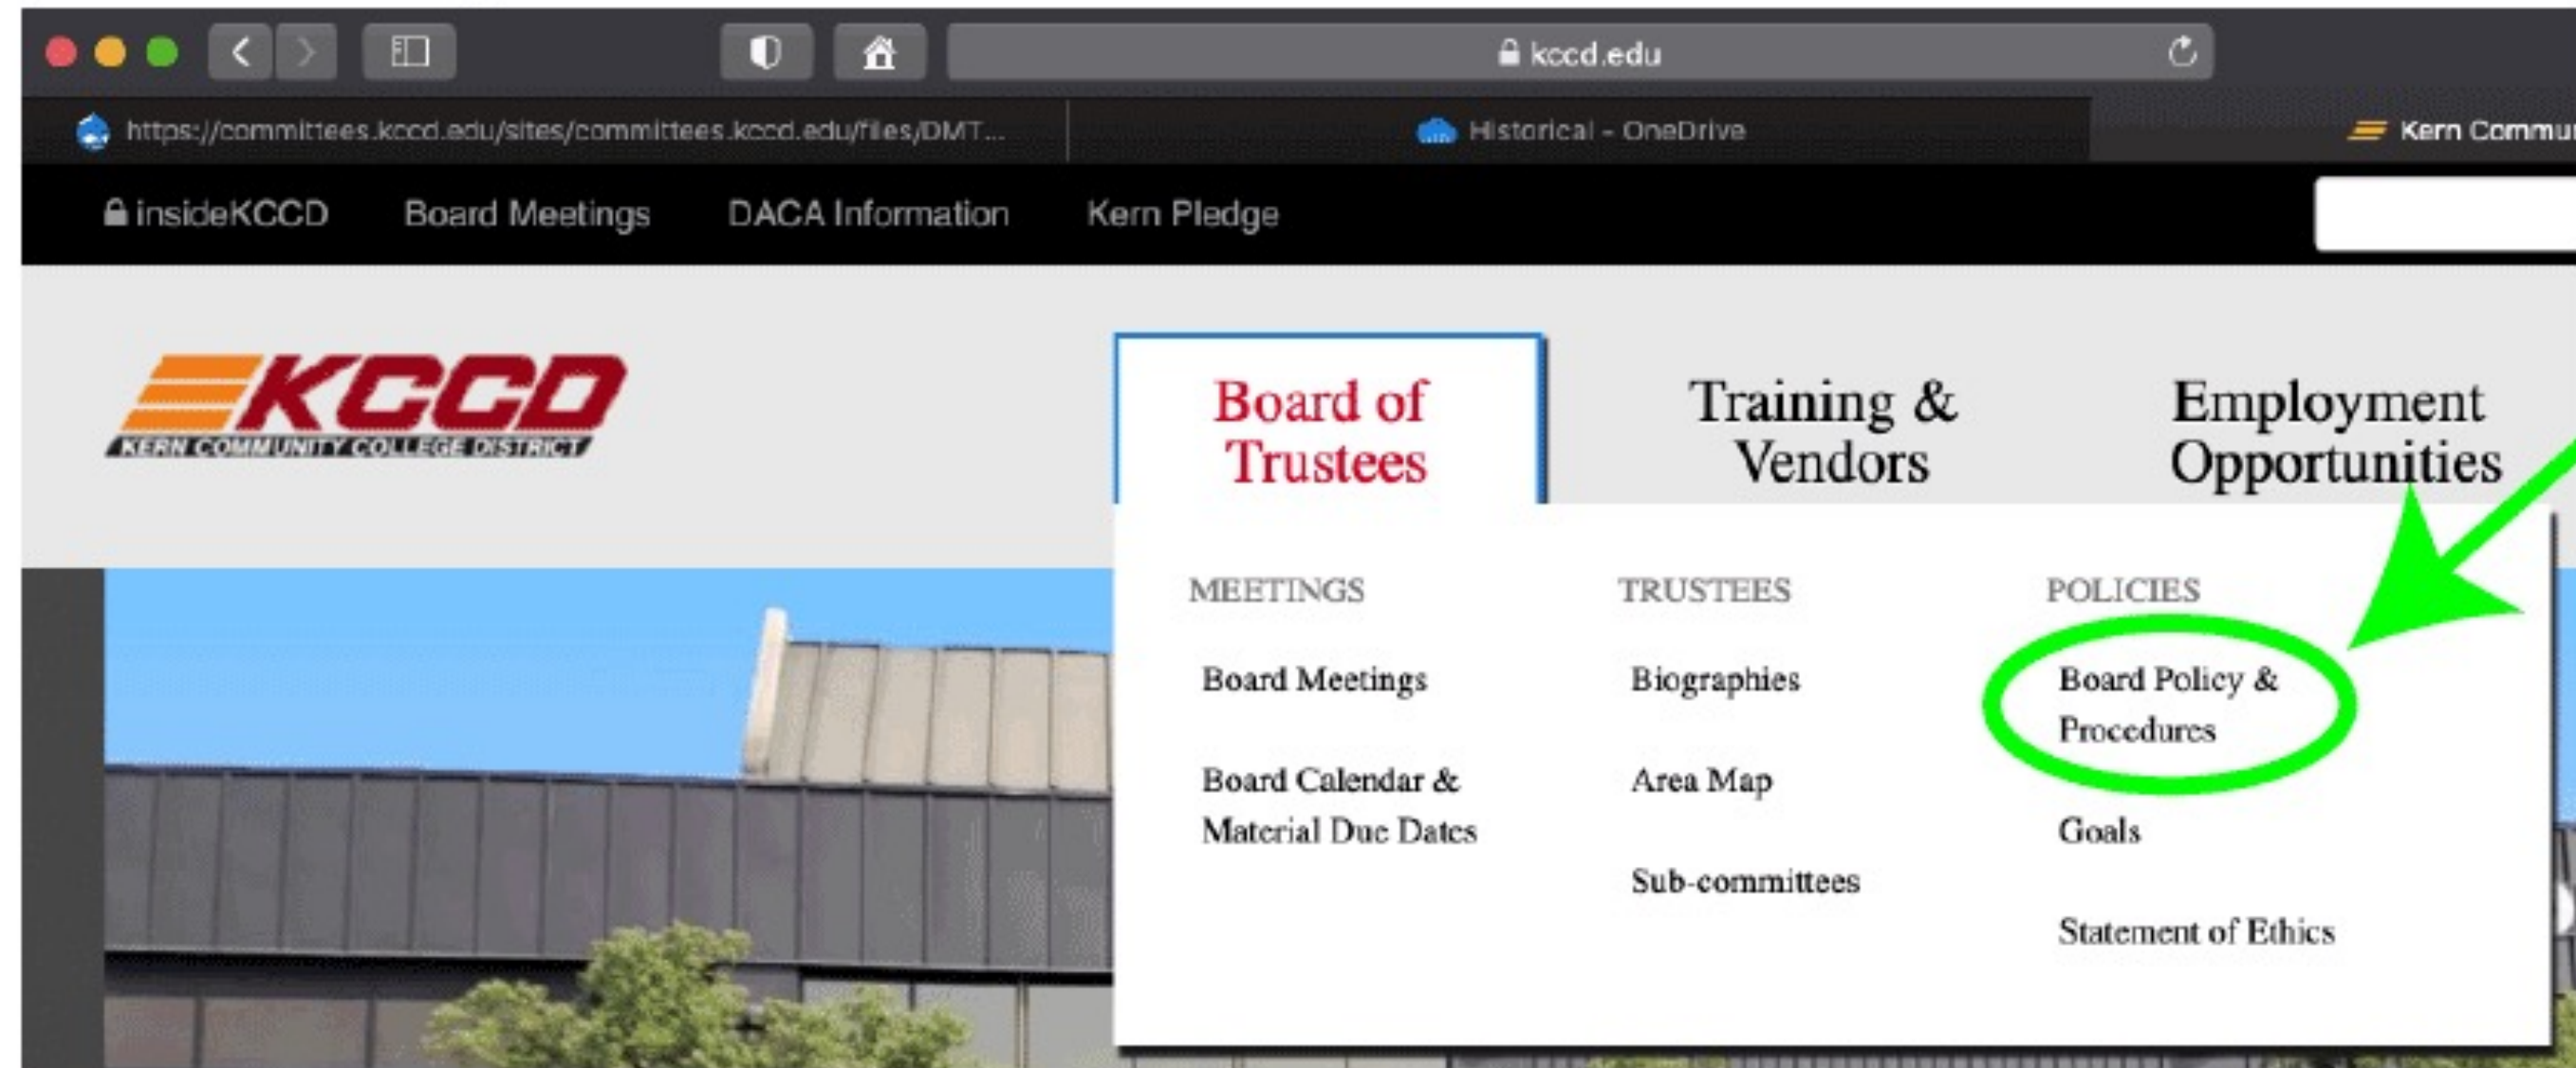 kccd.edu
https://committees.kccd.edu/sites/committees.kccd.edu/files/DMT...
Historical - OneDrive
Kern Commu
insideKCCD
Board Meetings
DACA Information
Kern Pledge
KCCD
KERN COMMUNITY COLLEGE DISTRICT
Board of
Trustees
Training &
Vendors
Employment
Opportunities
MEETINGS
Board Meetings
Board Calendar &
Material Due Dates
TRUSTEES
Biographies
Area Map
Sub-committees
POLICIES
Board Policy &
Procedures
Goals
Statement of Ethics